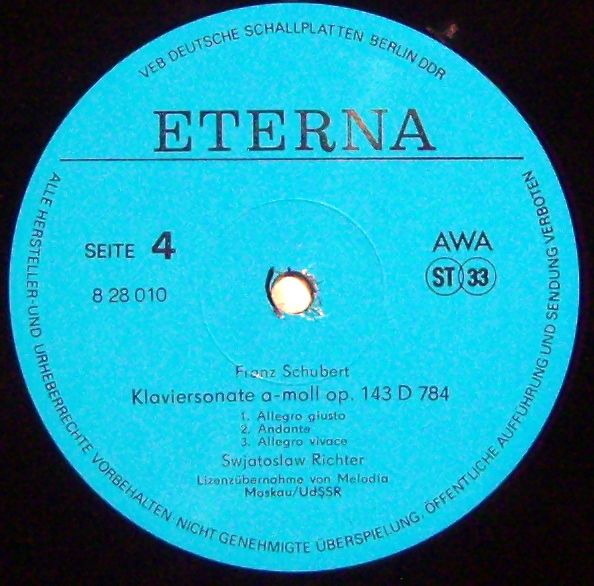 VEB DEUTSCHE SCHALLPLATTEN BERLIN DDR
ETERNA
SEITE 4
8 28 010
AWA
ST 33
Franz Schubert
Klaviersonate a-moll op. 143 D 784
1. Allegro giusto
2. Andante
3. Allegro vivace
Swjatoslaw Richter
Lizenzübernahme von Melodia
Moskau/UdSSR
ALLE HERSTELLER-UND URHEBERRECHTE VORBEHALTEN NICHT GENEHMIGTE ÜBERSPIELUNG, ÖFFENTLICHE AUFFÜHRUNG UND SENDUNG VERBOTEN